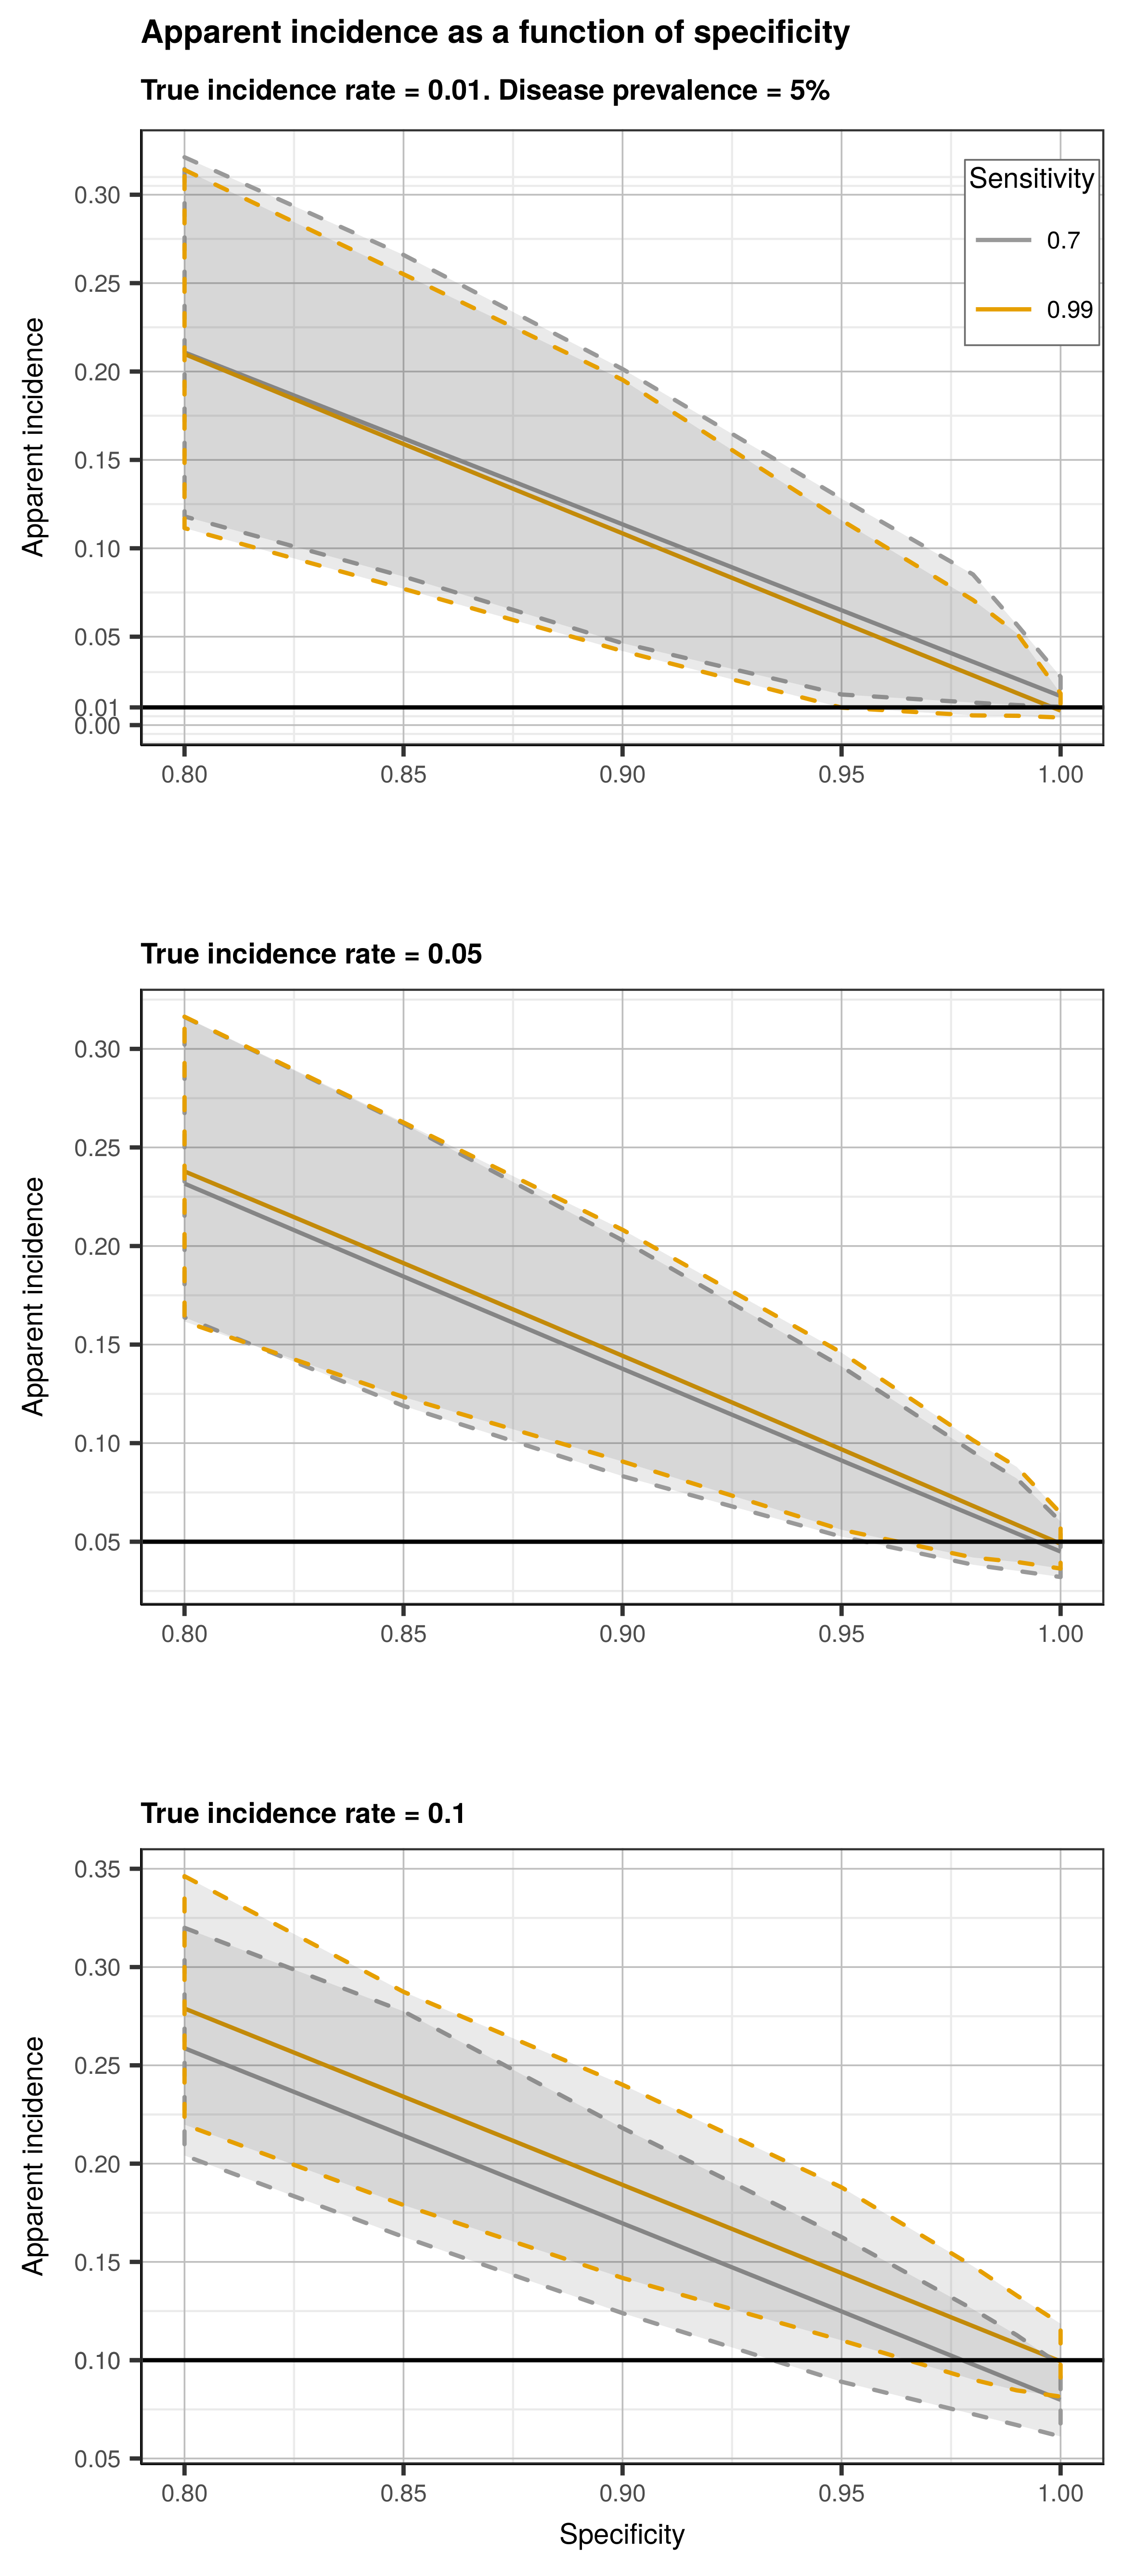 Apparent incidence as a function of specificity
True incidence rate = 0.01. Disease prevalence = 5%
Apparent incidence
0.30
0.25
0.20
0.15
0.10
0.05
0.01
0.00
Sensitivity
0.7
0.99
0.80 0.85 0.90 0.95 1.00
True incidence rate = 0.05
Apparent incidence
0.30
0.25
0.20
0.15
0.10
0.05
0.80 0.85 0.90 0.95 1.00
True incidence rate = 0.1
Apparent incidence
0.35
0.30
0.25
0.20
0.15
0.10
0.05
0.80 0.85 0.90 0.95 1.00
Specificity